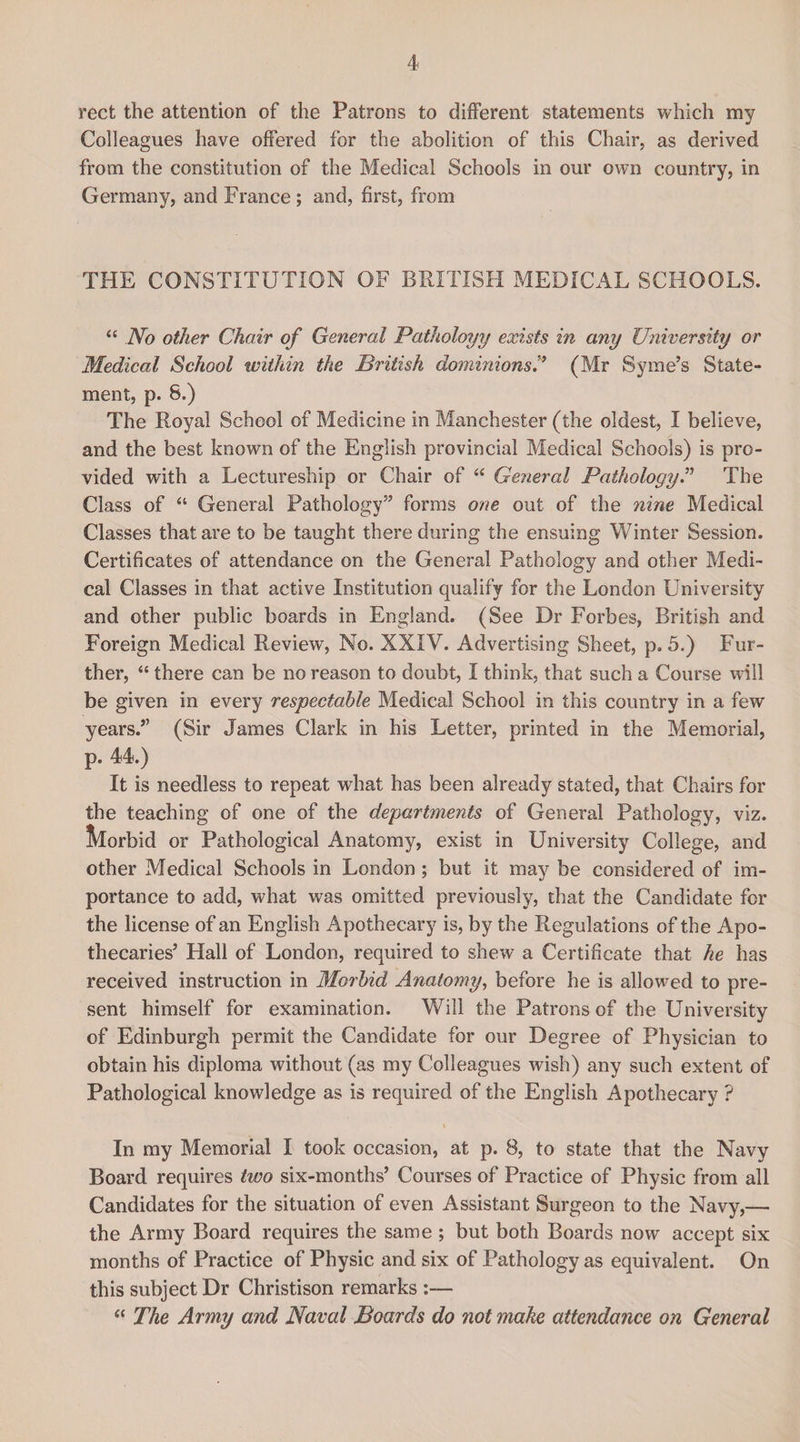 4
rect the attention of the Patrons to different statements which my
Colleagues have offered for the abolition of this Chair, as derived
from the constitution of the Medical Schools in our own country, in
Germany, and France; and, first, from
THE CONSTITUTION OF BRITISH MEDICAL SCHOOLS.
“ No other Chair of General Patholoyy exists in any University or
Medical School within the British dominions.” (Mr Syme’s State-
ment, p. 8.)
The Royal School of Medicine in Manchester (the oldest, I believe,
and the best known of the English provincial Medical Schools) is pro-
vided with a Lectureship or Chair of “ General Pathology.” The
Class of “ General Pathology” forms one out of the nine Medical
Classes that are to be taught there during the ensuing Winter Session.
Certificates of attendance on the General Pathology and other Medi-
cal Classes in that active Institution qualify for the London University
and other public boards in England. (See Dr Forbes, British and
Foreign Medical Review, No. XXIV. Advertising Sheet, p. 5.) Fur-
ther, “ there can be no reason to doubt, I think, that such a Course will
be given in every respectable Medical School in this country in a few
years.” (Sir James Clark in his Letter, printed in the Memorial,
p. 44.)
It is needless to repeat what has been already stated, that Chairs for
the teaching of one of the departments of General Pathology, viz.
Morbid or Pathological Anatomy, exist in University College, and
other Medical Schools in London; but it may be considered of im-
portance to add, what was omitted previously, that the Candidate for
the license of an English Apothecary is, by the Regulations of the Apo-
thecaries’ Hall of London, required to shew a Certificate that he has
received instruction in Morbid Anatomy, before he is allowed to pre-
sent himself for examination. Will the Patrons of the University
of Edinburgh permit the Candidate for our Degree of Physician to
obtain his diploma without (as my Colleagues wish) any such extent of
Pathological knowledge as is required of the English Apothecary ?
In my Memorial I took occasion, at p. 8, to state that the Navy
Board requires two six-months’ Courses of Practice of Physic from all
Candidates for the situation of even Assistant Surgeon to the Navy,—
the Army Board requires the same ; but both Boards now accept six
months of Practice of Physic and six of Pathology as equivalent. On
this subject Dr Christison remarks :—
“ The Army and Naval Boards do not make attendance on General